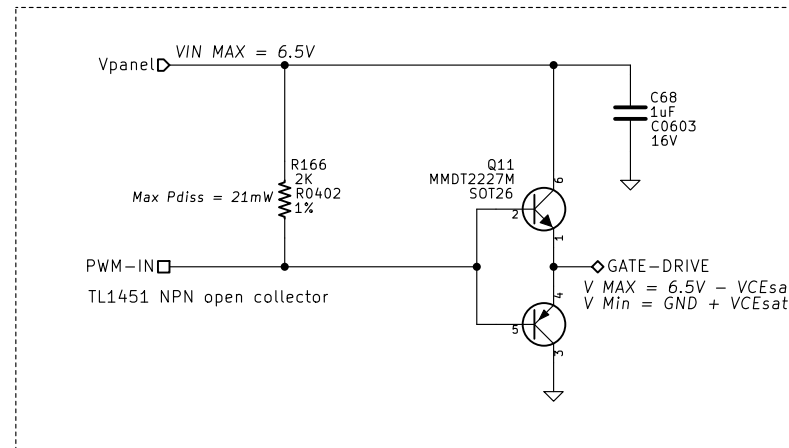 VIN MAX = 6.5V
Vpanel
C68
1uF
C0603
16V
R166
2K
R0402
1%
Max Pdiss = 21mW
Q11
MMDT2227M
SOT26
6
2
1
PWM-IN
TL1451 NPN open collector
GATE-DRIVE
V MAX = 6.5V - VCEsa
V Min = GND + VCEsat
4
5
3